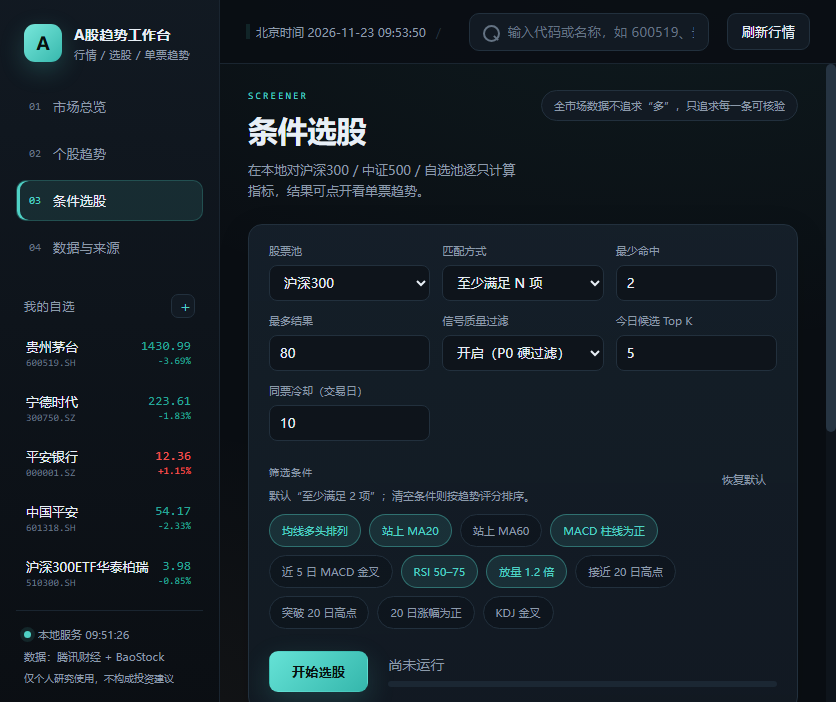 A
A股趋势工作台
行情 / 选股 / 单票趋势
01 市场总览
02 个股趋势
03 条件选股
04 数据与来源
我的自选
+
贵州茅台 1430.99
600519.SH -3.69%
宁德时代 223.61
300750.SZ -1.83%
平安银行 12.36
000001.SZ +1.15%
中国平安 54.17
601318.SH -2.33%
沪深300ETF华泰柏瑞 3.98
510300.SH -0.85%
本地服务 09:51:26
数据：腾讯财经 + BaoStock
仅个人研究使用，不构成投资建议
北京时间 2026-11-23 09:53:50 /
输入代码或名称，如 600519、
刷新行情
SCREENER
条件选股
全市场数据不追求“多”，只追求每一条可核验
在本地对沪深300 / 中证500 / 自选池逐只计算
指标，结果可点开看单票趋势。
股票池 匹配方式 最少命中
沪深300 至少满足 N 项 2
最多结果 信号质量过滤 今日候选 Top K
80 开启（P0 硬过滤） 5
同票冷却（交易日）
10
筛选条件
恢复默认
默认“至少满足 2 项”；清空条件则按趋势评分排序。
均线多头排列 站上 MA20 站上 MA60 MACD 柱线为正
近 5 日 MACD 金叉 RSI 50–75 放量 1.2 倍 接近 20 日高点
突破 20 日高点 20 日涨幅为正 KDJ 金叉
开始选股 尚未运行